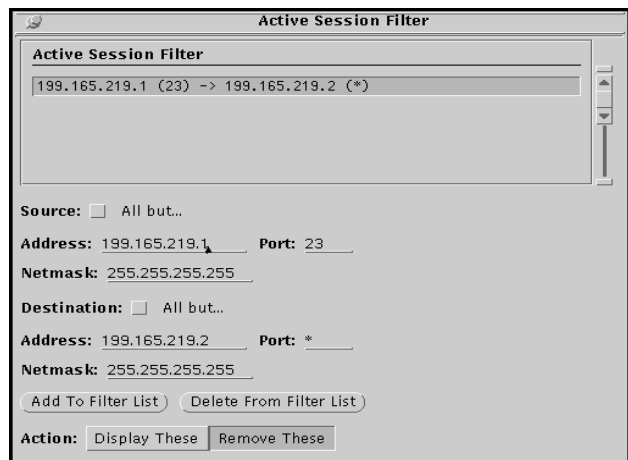 Active Session Filter
Active Session Filter
199.165.219.1 (23) -> 199.165.219.2 (*)
Source: All but...
Address: 199.165.219.1 Port: 23
Netmask: 255.255.255.255
Destination: All but...
Address: 199.165.219.2 Port: *
Netmask: 255.255.255.255
Add To Filter List Delete From Filter List
Action: Display These Remove These